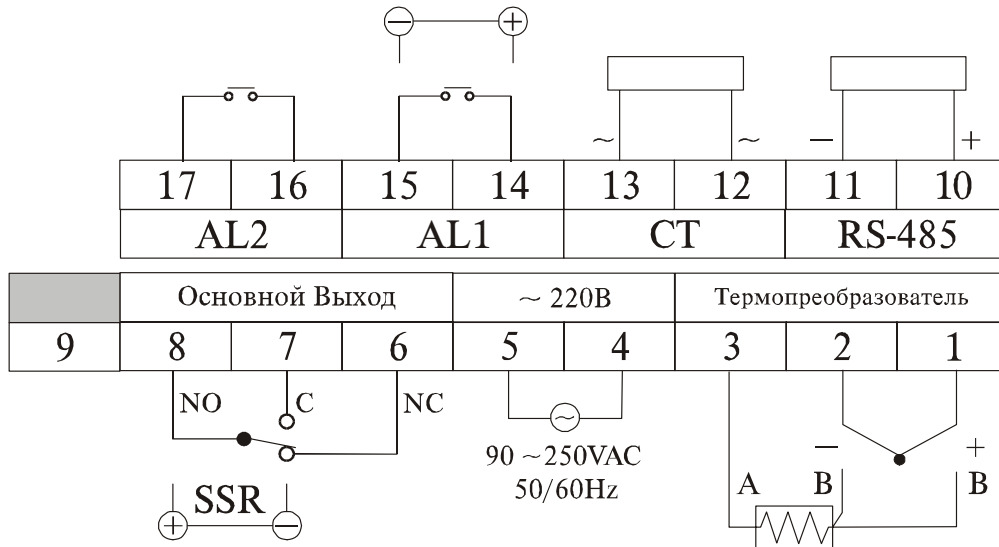 − +
~ ~ − +
17 16 15 14 13 12 11 10
AL2 AL1 CT RS-485
Основной Выход ~ 220В Термопреобразователь
9 8 7 6 5 4 3 2 1
NO C NC
~
90 ~250VAC
50/60Hz
− +
A B B
SSR
+ −